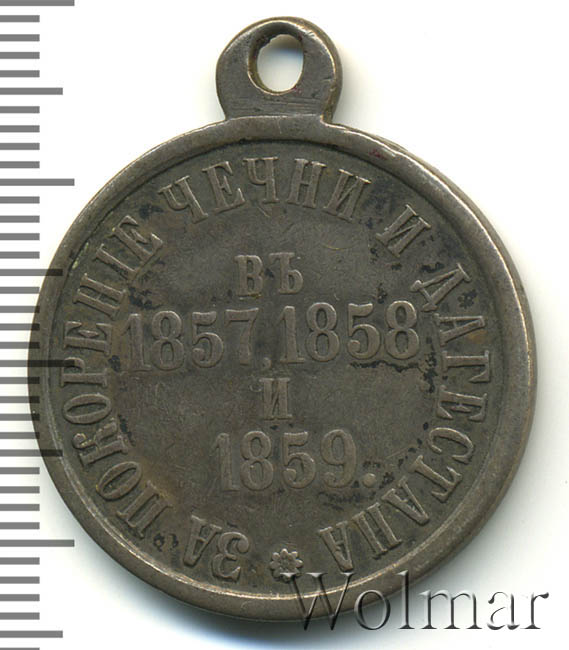 ЗА ПОКОРЕНІЕ ЧЕЧНИ И ДАГЕСТАНА
ВЪ
1857, 1858
И
1859.
Wolmar